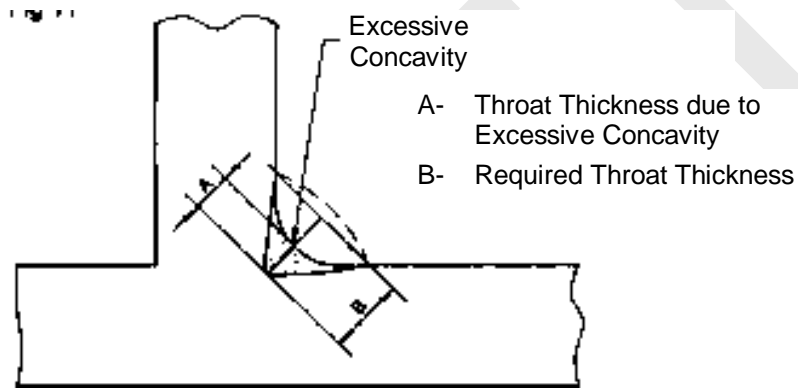 Excessive
Concavity
A- Throat Thickness due to
Excessive Concavity
B- Required Throat Thickness
A
B